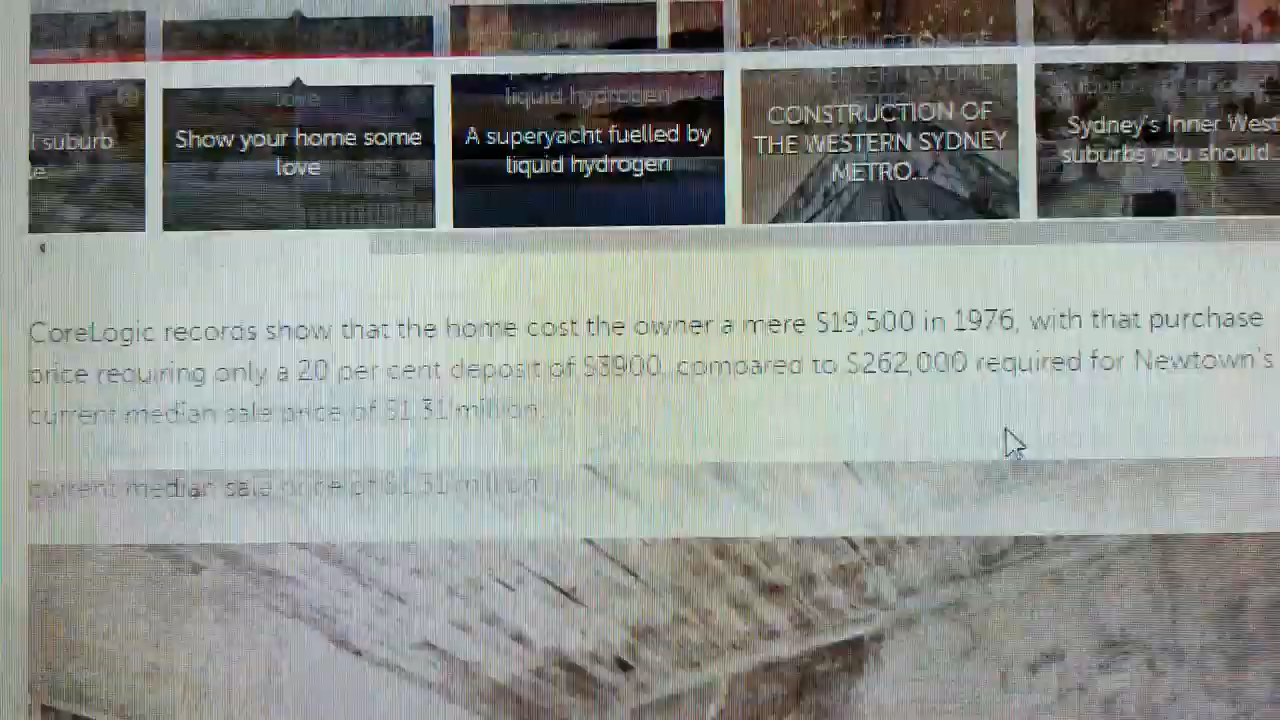 l suburb
Show your home some
love
A superyacht fuelled by
liquid hydrogen
CONSTRUCTION OF
THE WESTERN SYDNEY
METRO...
Sydney's Inner West
suburbs you should
CoreLogic records show that the home cost the owner a mere $19,500 in 1976, with that purchase
price requiring only a 20 per cent deposit of $3900, compared to $262,000 required for Newtown's
current median sale price of $1.31 million.